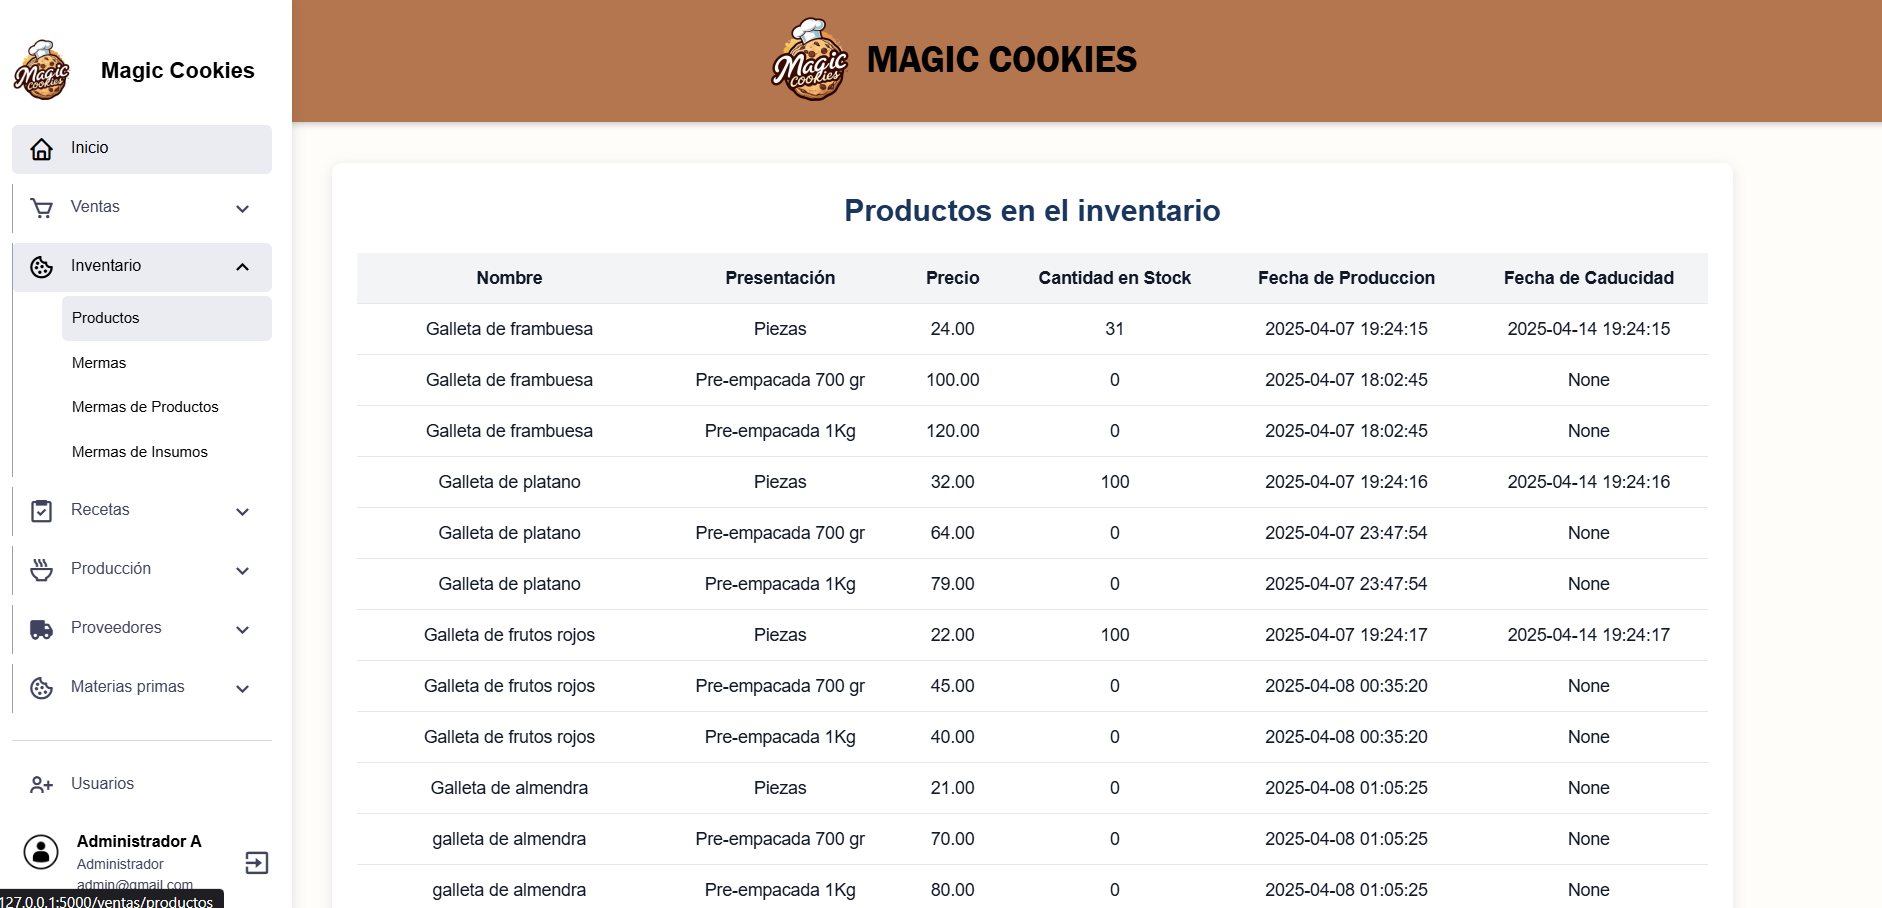 Magic Cookies
Magic Cookies
Inicio
Ventas
Inventario
Productos
Mermas
Mermas de Productos
Mermas de Insumos
Recetas
Producción
Proveedores
Materias primas
Usuarios
Administrador A
Administrador
admin@gmail.com
127.0.0.1:5000/ventas/productos
Magic Cookies
MAGIC COOKIES
Productos en el inventario
Nombre Presentación Precio Cantidad en Stock Fecha de Produccion Fecha de Caducidad
Galleta de frambuesa Piezas 24.00 31 2025-04-07 19:24:15 2025-04-14 19:24:15
Galleta de frambuesa Pre-empacada 700 gr 100.00 0 2025-04-07 18:02:45 None
Galleta de frambuesa Pre-empacada 1Kg 120.00 0 2025-04-07 18:02:45 None
Galleta de platano Piezas 32.00 100 2025-04-07 19:24:16 2025-04-14 19:24:16
Galleta de platano Pre-empacada 700 gr 64.00 0 2025-04-07 23:47:54 None
Galleta de platano Pre-empacada 1Kg 79.00 0 2025-04-07 23:47:54 None
Galleta de frutos rojos Piezas 22.00 100 2025-04-07 19:24:17 2025-04-14 19:24:17
Galleta de frutos rojos Pre-empacada 700 gr 45.00 0 2025-04-08 00:35:20 None
Galleta de frutos rojos Pre-empacada 1Kg 40.00 0 2025-04-08 00:35:20 None
Galleta de almendra Piezas 21.00 0 2025-04-08 01:05:25 None
galleta de almendra Pre-empacada 700 gr 70.00 0 2025-04-08 01:05:25 None
galleta de almendra Pre-empacada 1Kg 80.00 0 2025-04-08 01:05:25 None